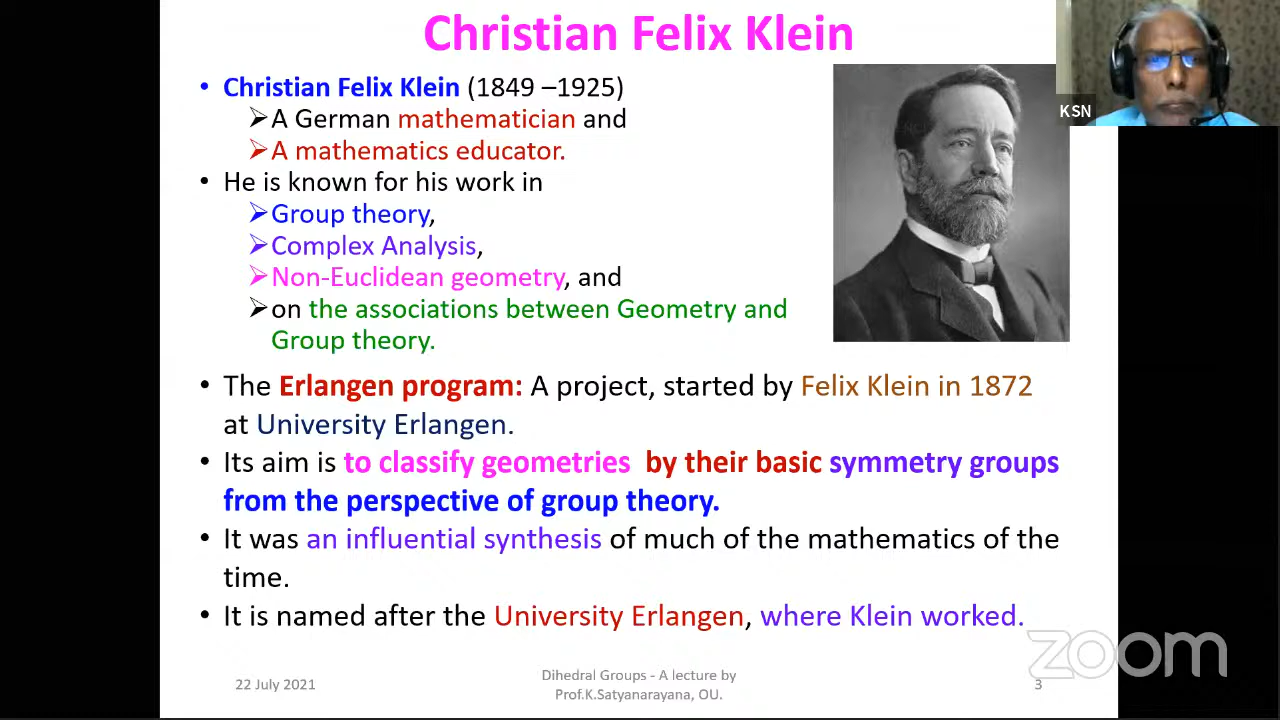 Christian Felix Klein
• Christian Felix Klein (1849 –1925)
➢A German mathematician and
➢A mathematics educator.
• He is known for his work in
➢Group theory,
➢Complex Analysis,
➢Non-Euclidean geometry, and
➢on the associations between Geometry and
Group theory.
• The Erlangen program: A project, started by Felix Klein in 1872
at University Erlangen.
• Its aim is to classify geometries by their basic symmetry groups
from the perspective of group theory.
• It was an influential synthesis of much of the mathematics of the
time.
• It is named after the University Erlangen, where Klein worked.
KSN
zoom
22 July 2021
Dihedral Groups - A lecture by
Prof.K.Satyanarayana, OU.
3